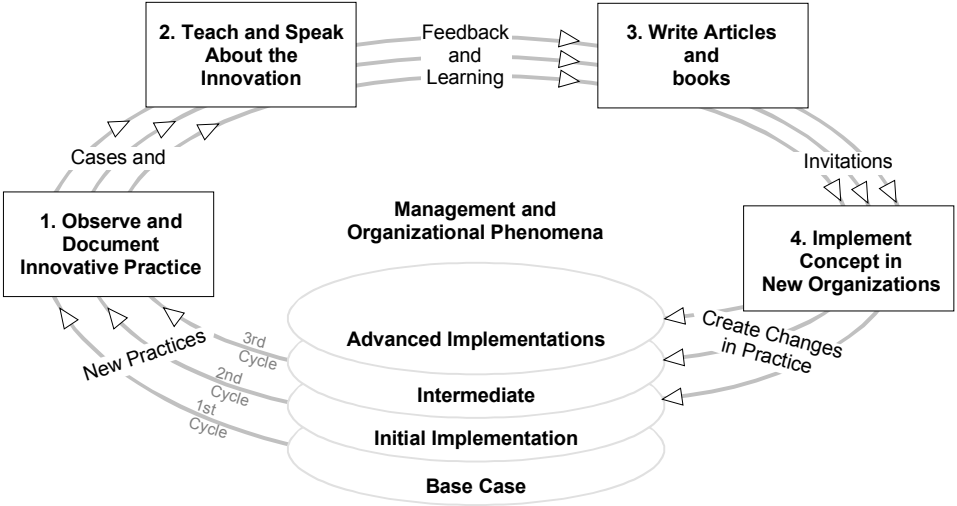 2. Teach and Speak
About the
Innovation
Feedback
and
Learning
3. Write Articles
and
books
Cases and
Invitations
1. Observe and
Document
Innovative Practice
Management and
Organizational Phenomena
4. Implement
Concept in
New Organizations
New Practices
3rd
Cycle
2nd
Cycle
1st
Cycle
Advanced Implementations
Intermediate
Initial Implementation
Base Case
Create Changes
in Practice